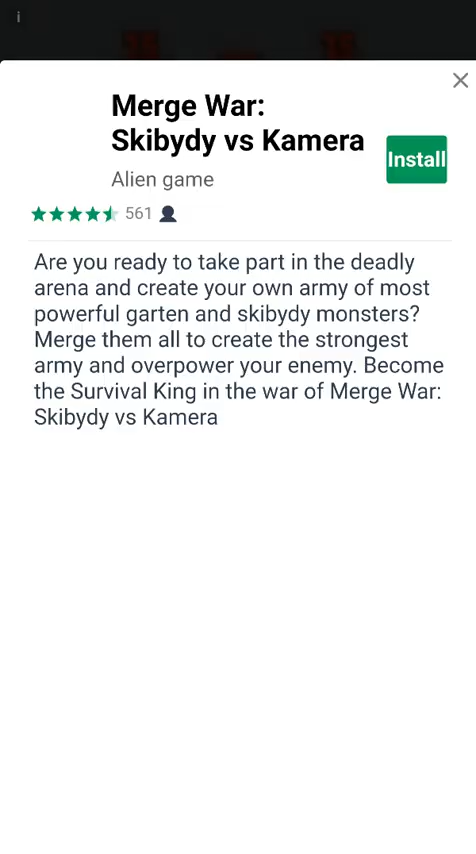 Merge War:
Skibydy vs Kamera
Install
Alien game
561
Are you ready to take part in the deadly
arena and create your own army of most
powerful garten and skibydy monsters?
Merge them all to create the strongest
army and overpower your enemy. Become
the Survival King in the war of Merge War:
Skibydy vs Kamera